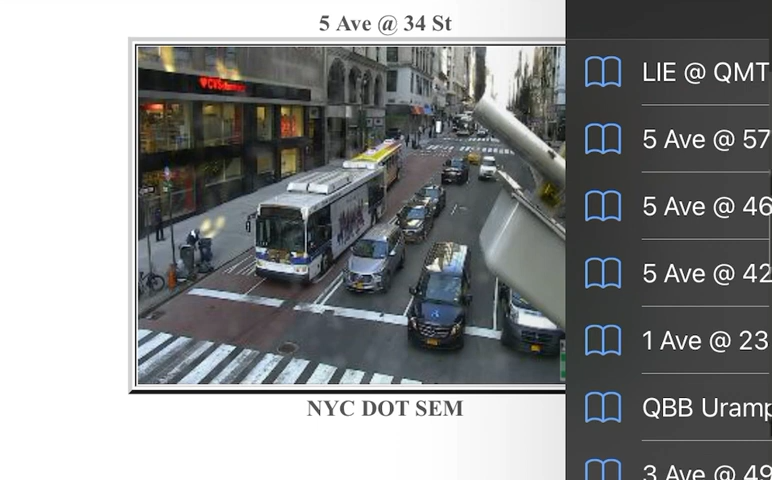 5 Ave @ 34 St
NYC DOT SEM
LIE @ QMT
5 Ave @ 57
5 Ave @ 46
5 Ave @ 42
1 Ave @ 23
QBB Uramp
3 Ave @ 49